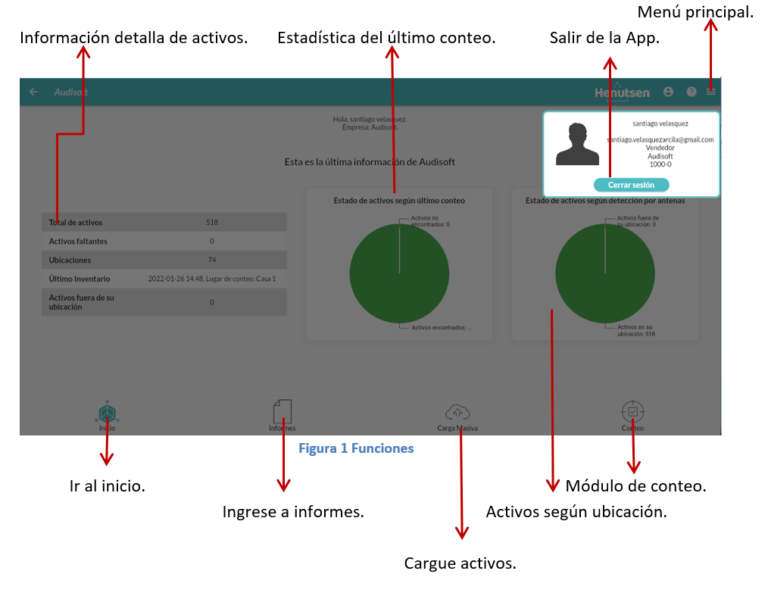 Menú principal.
Información detalla de activos.
Estadística del último conteo.
Salir de la App.
Audisoft
Henutsen
Hola, santiago velasquez.
Empresa: Audisoft.
santiago velasquez
santiago.velasquezarcila@gmail.com
Vendedor
Audisoft
1000-0
Cerrar sesión
Esta es la última información de Audisoft
Estado de activos según último conteo
Estado de activos según detección por antenas
Total de activos 518
Activos faltantes 0
Ubicaciones 74
Último Inventario 2022-01-26 14:48. Lugar de conteo: Casa 1
Activos fuera de su
ubicación 0
Activos no
encontrados: 0
Activos encontrados: ...
Activos fuera de
su ubicación: 0
Activos en su
ubicación: 518
Inicio
Informes
Carga Masiva
Conteo
Figura 1 Funciones
Ir al inicio.
Módulo de conteo.
Ingrese a informes.
Activos según ubicación.
Cargue activos.